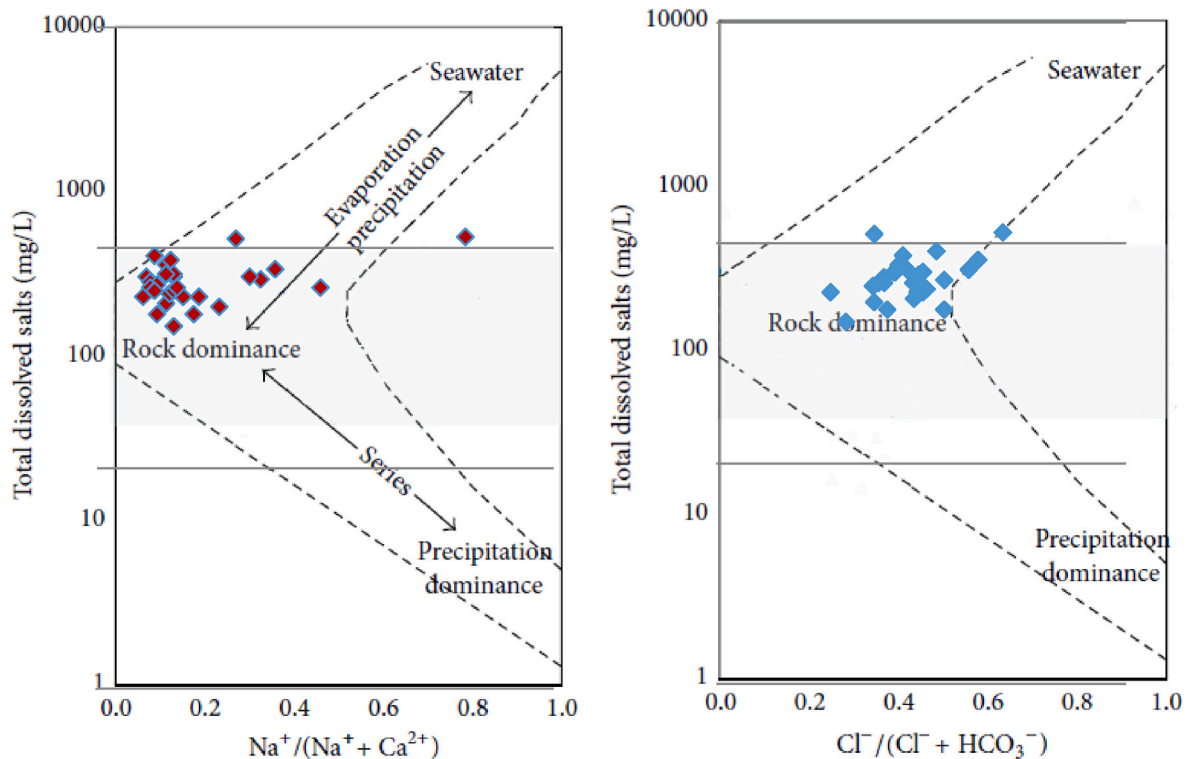 10000
1000
100
10
1
Total dissolved salts (mg/L)
Seawater
Evaporation
precipitation
Rock dominance
Series
Precipitation
dominance
0.0 0.2 0.4 0.6 0.8 1.0
Na⁺/(Na⁺ + Ca²⁺)
10000
1000
100
10
1
Total dissolved salts (mg/L)
Seawater
Rock dominance
Precipitation
dominance
0.0 0.2 0.4 0.6 0.8 1.0
Cl⁻/(Cl⁻ + HCO₃⁻)